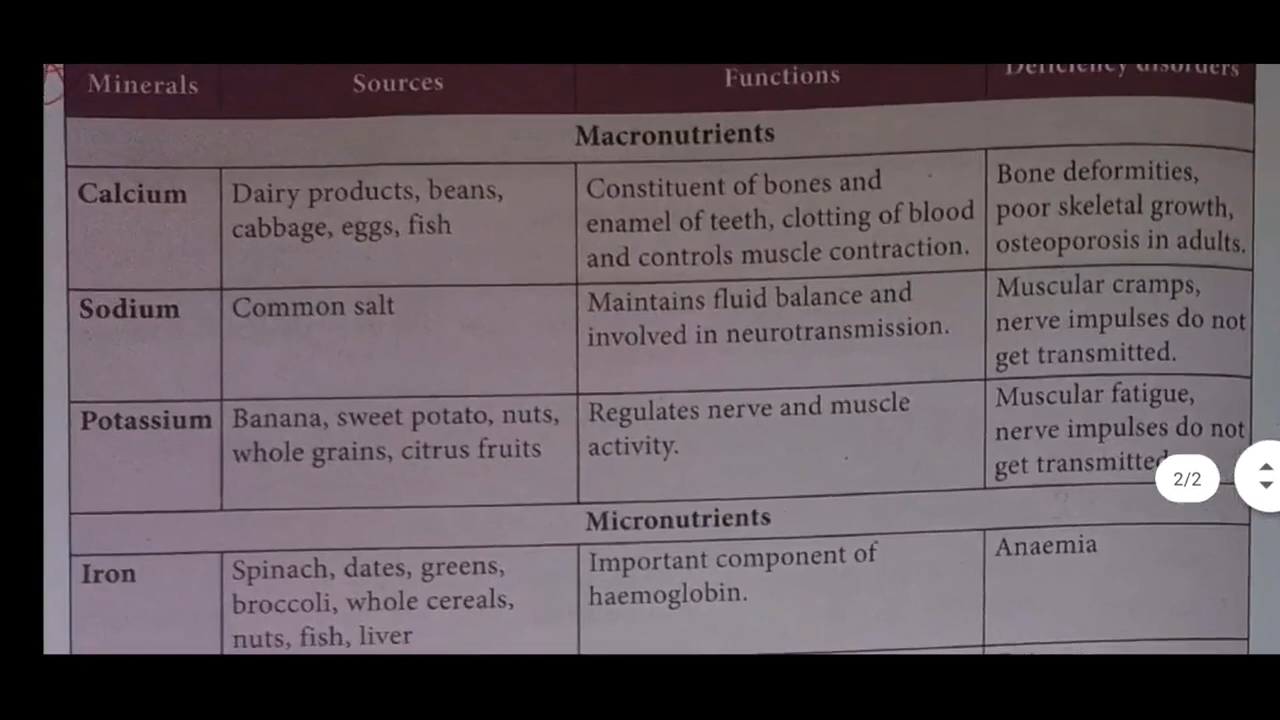 Minerals Sources Functions Deficiency disorders
Macronutrients
Calcium
Dairy products, beans,
cabbage, eggs, fish
Constituent of bones and
enamel of teeth, clotting of blood
and controls muscle contraction.
Bone deformities,
poor skeletal growth,
osteoporosis in adults.
Sodium
Common salt
Maintains fluid balance and
involved in neurotransmission.
Muscular cramps,
nerve impulses do not
get transmitted.
Potassium
Banana, sweet potato, nuts,
whole grains, citrus fruits
Regulates nerve and muscle
activity.
Muscular fatigue,
nerve impulses do not
get transmitted
2/2
Micronutrients
Iron
Spinach, dates, greens,
broccoli, whole cereals,
nuts, fish, liver
Important component of
haemoglobin.
Anaemia